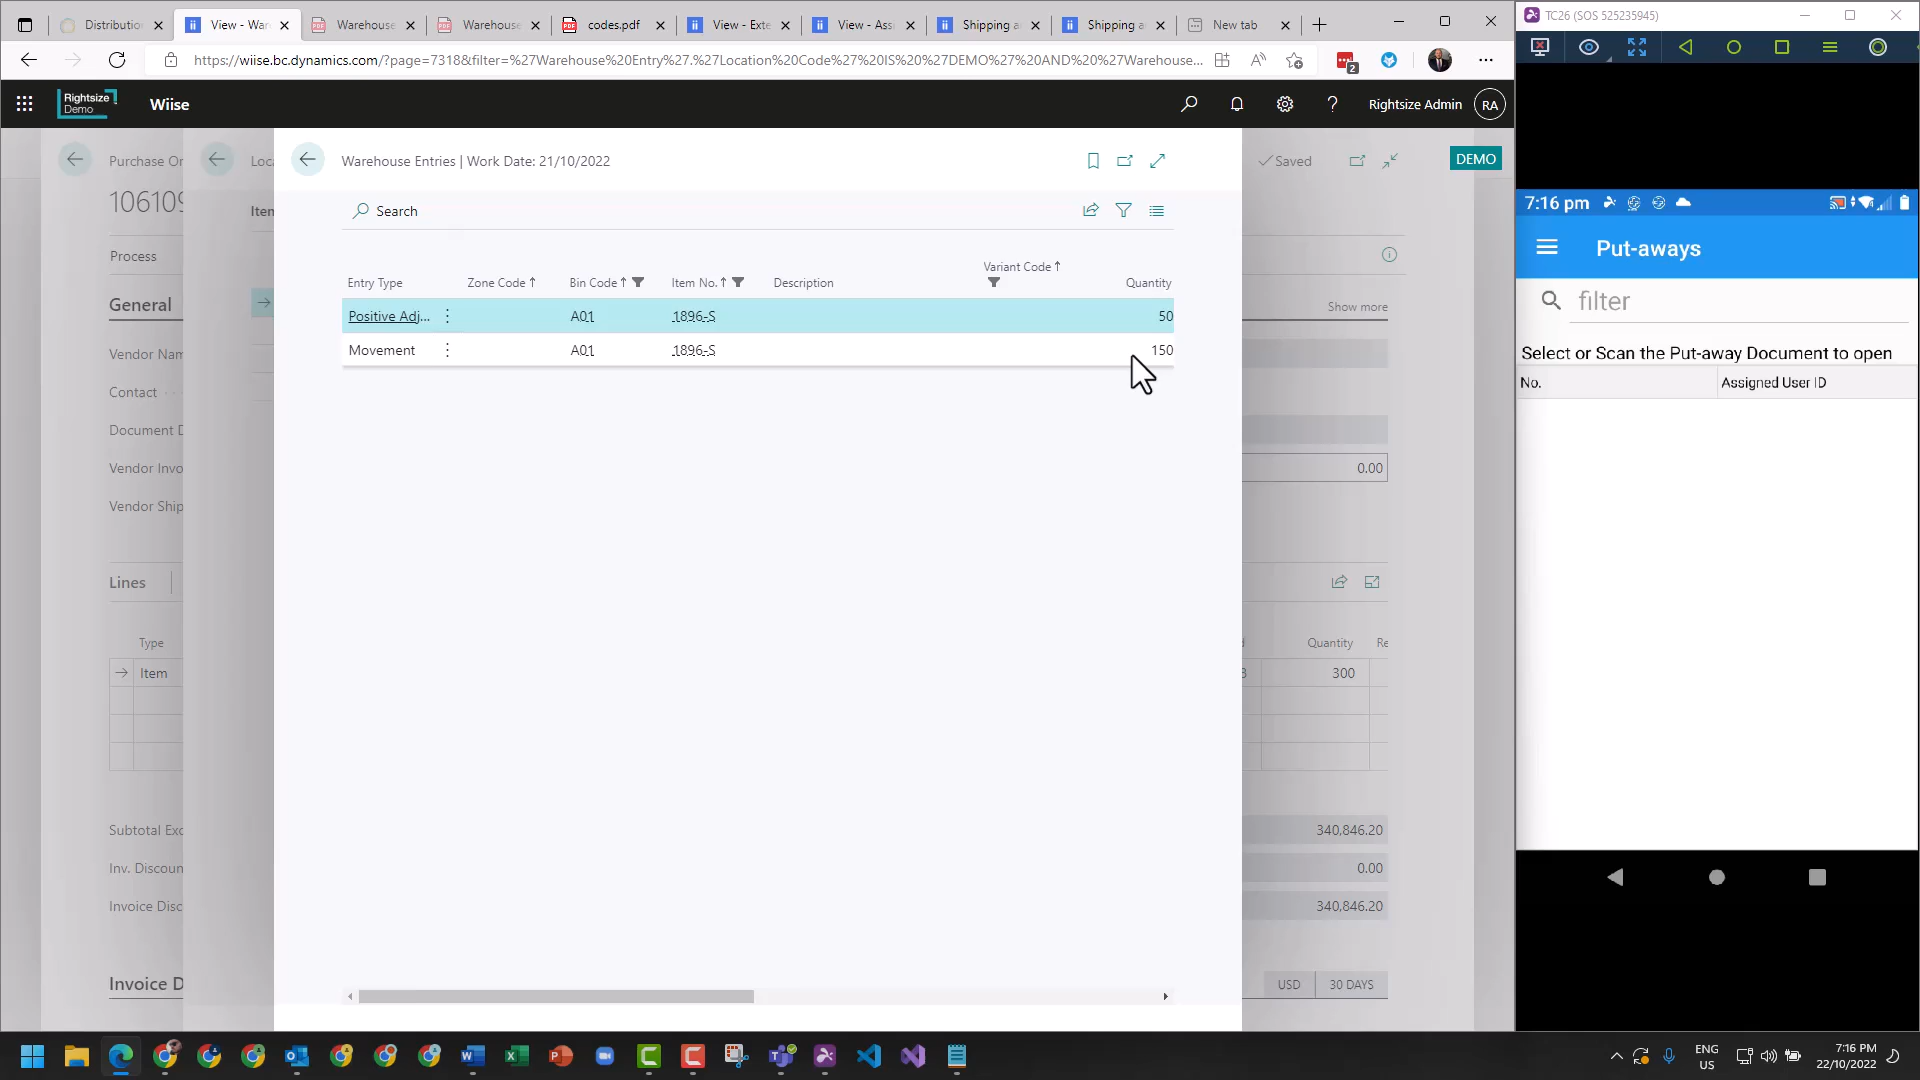 Distribution
View - War
Warehouse
Warehouse
codes.pdf
View - Exte
View - Ass
Shipping a
Shipping a
New tab
https://wiise.bc.dynamics.com/?page=7318&filter=%27Warehouse%20Entry%27.%27Location%20Code%27%20IS%20%27DEMO%27%20AND%20%27Warehouse...
2
Rightsize
Demo
Wiise
?
Rightsize Admin
RA
Purchase Or
Loca
Warehouse Entries | Work Date: 21/10/2022
Saved
DEMO
106109
Item
Search
Process
General
Show more
Entry Type
Zone Code
Bin Code
Item No.
Description
Variant Code
Quantity
Positive Adj...
A01
1896-S
50
Movement
A01
1896-S
150
Vendor Nam
Contact
Document D
Vendor Invo
Vendor Ship
0.00
Lines
Type
Quantity
Re
Item
300
Subtotal Exc
340,846.20
Inv. Discoun
0.00
Invoice Disc
340,846.20
Invoice D
USD
30 DAYS
TC26 (SOS 525235945)
7:16 pm
Put-aways
filter
Select or Scan the Put-away Document to open
No.
Assigned User ID
ENG
US
7:16 PM
22/10/2022